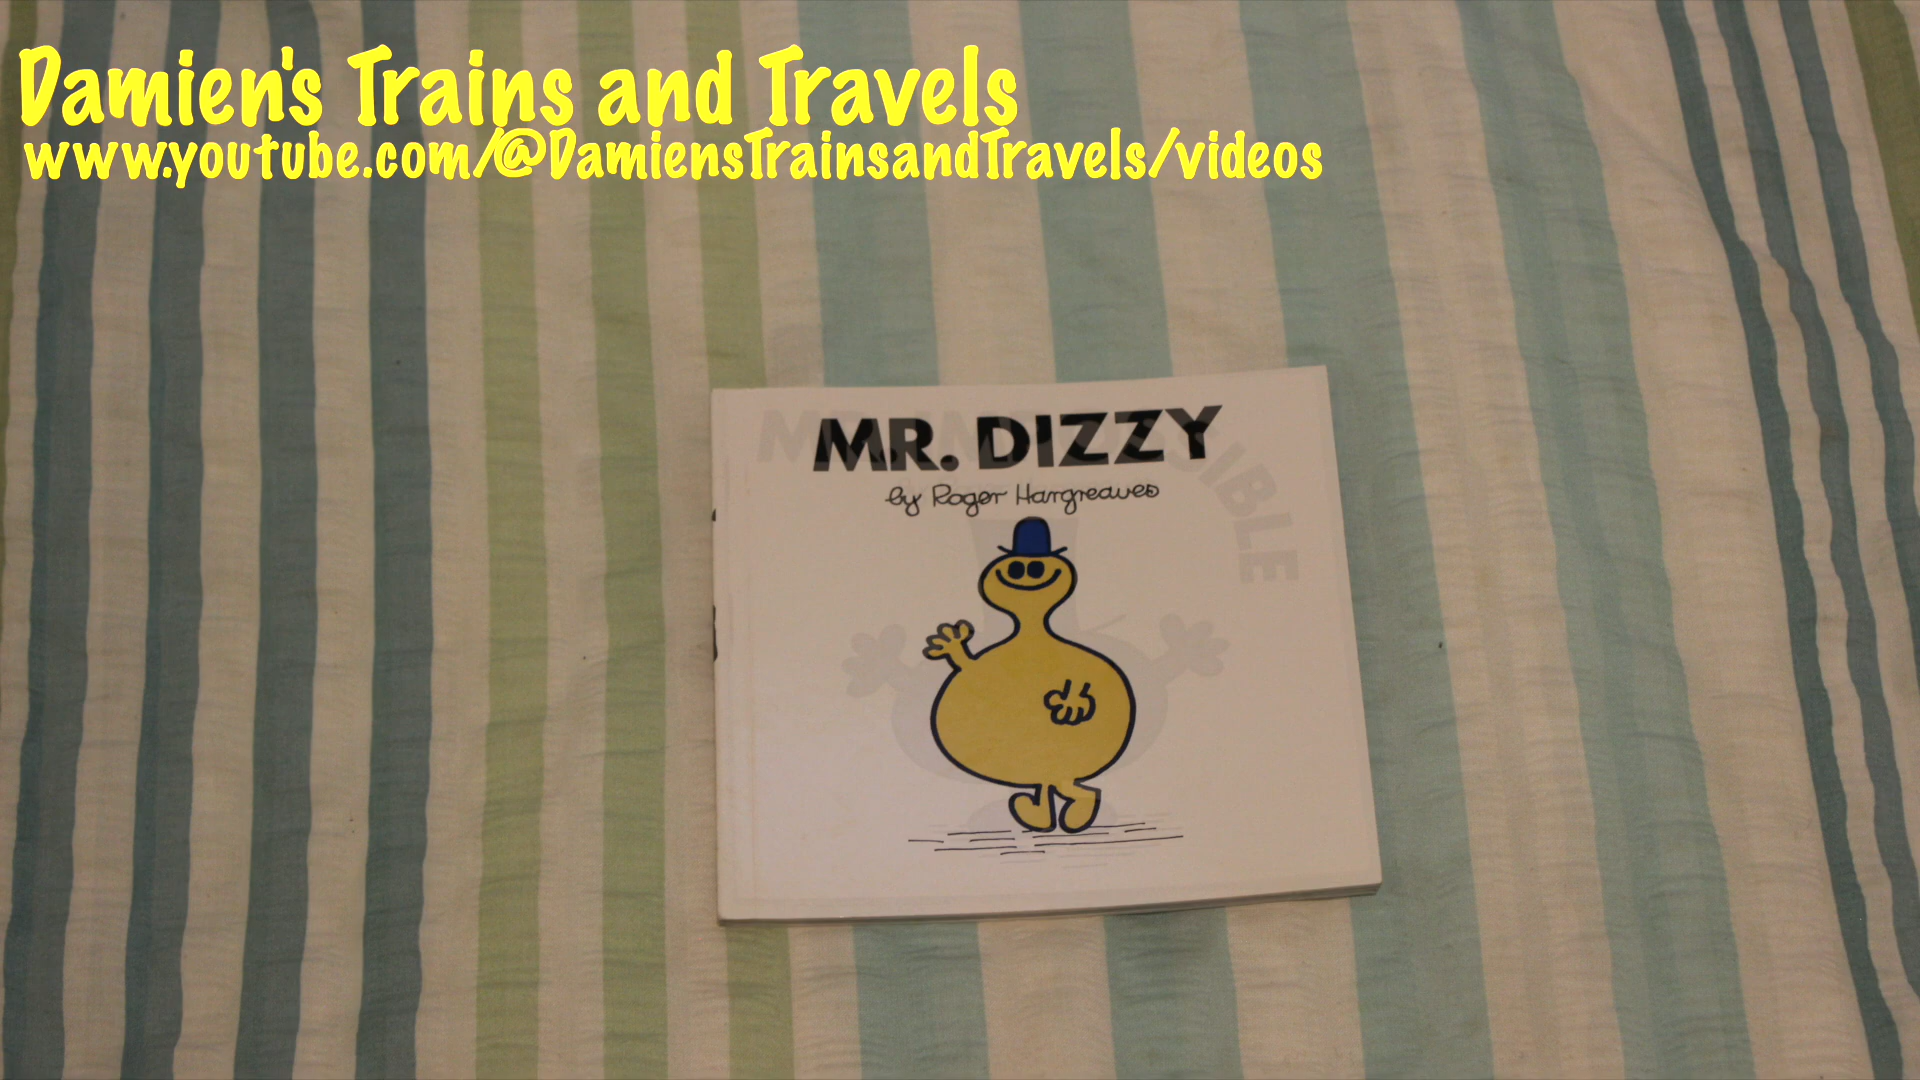 Damien's Trains and Travels
www.youtube.com/@DamiensTrainsandTravels/videos
MR. DIZZY
by Roger Hargreaves